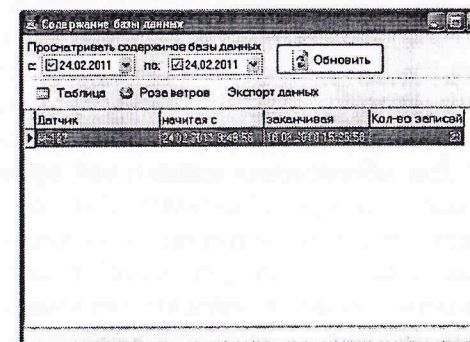 Содержание базы данных
Просматривать содержимое базы данных
с: 24.02.2011 по: 24.02.2011 Обновить
Таблица Роза ветров Экспорт данных
Датчик начитая с заканчивая Кол-во записей